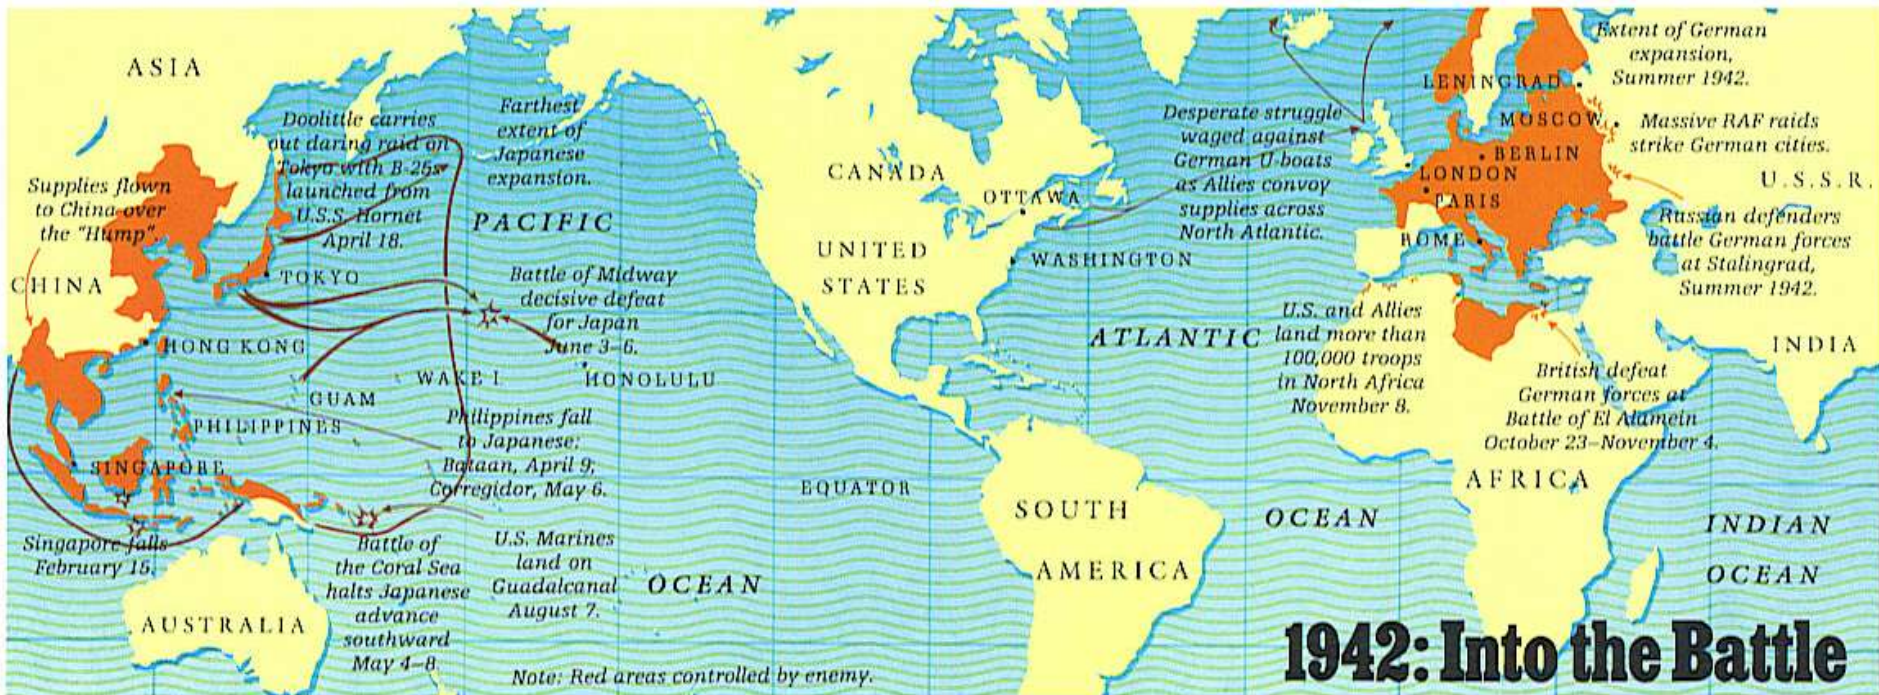 ASIA
Doolittle carries
out daring raid on
Tokyo with B-25s
launched from
U.S.S. Hornet
April 18.
Farthest
extent of
Japanese
expansion.
Supplies flown
to China over
the "Hump".
PACIFIC
CHINA
TOKYO
Battle of Midway
decisive defeat
for Japan
June 3–6.
HONG KONG
WAKE I
HONOLULU
GUAM
PHILIPPINES
Philippines fall
to Japanese;
Bataan, April 9;
Corregidor, May 6.
SINGAPORE
Singapore falls
February 15.
Battle of
the Coral Sea
halts Japanese
advance
southward
May 4–8.
U.S. Marines
land on
Guadalcanal
August 7.
OCEAN
AUSTRALIA
Note: Red areas controlled by enemy.
EQUATOR
CANADA
OTTAWA
UNITED
STATES
WASHINGTON
ATLANTIC
Desperate struggle
waged against
German U-boats
as Allies convoy
supplies across
North Atlantic.
SOUTH
AMERICA
OCEAN
Extent of German
expansion,
Summer 1942.
LENINGRAD
MOSCOW
Massive RAF raids
strike German cities.
BERLIN
LONDON
PARIS
U.S.S.R.
ROME
Russian defenders
battle German forces
at Stalingrad,
Summer 1942.
U.S. and Allies
land more than
100,000 troops
in North Africa
November 8.
INDIA
British defeat
German forces at
Battle of El Alamein
October 23–November 4.
AFRICA
INDIAN
OCEAN
1942: Into the Battle